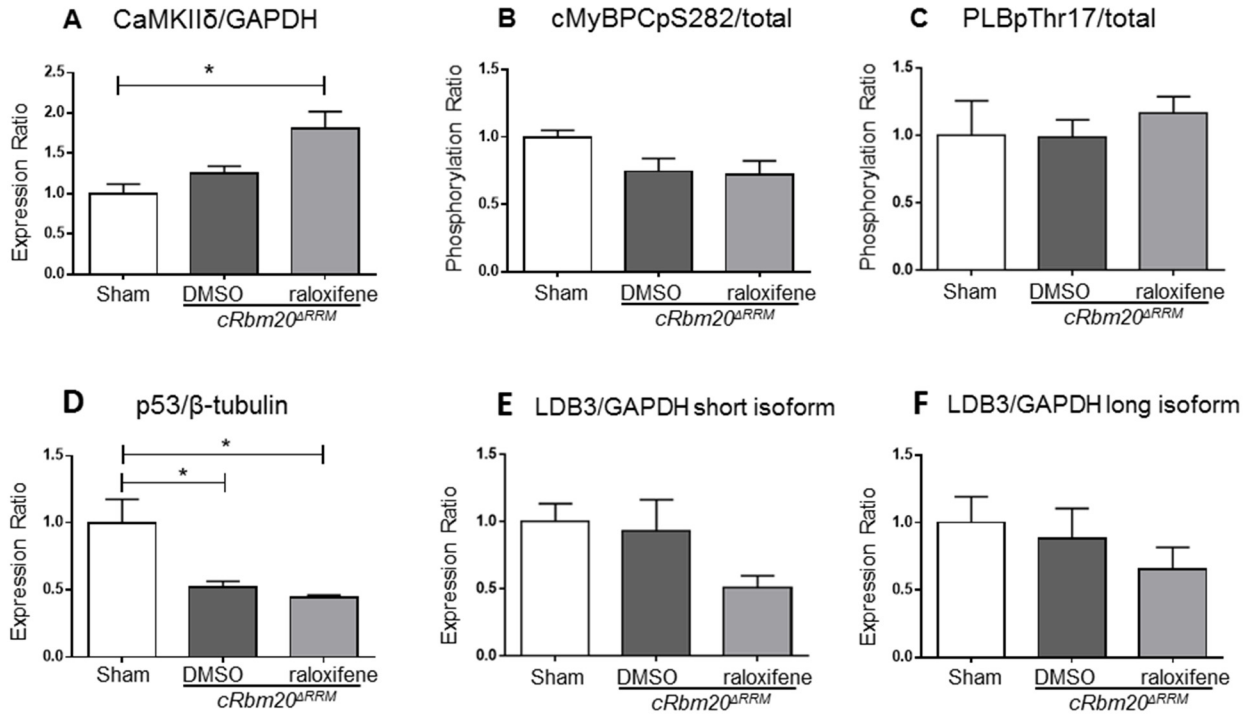 A CaMKIIδ/GAPDH
Expression Ratio
2.5
2.0
1.5
1.0
0.5
0.0
*
Sham DMSO raloxifene
cRbm20ΔRRM
B cMyBPCpS282/total
Phosphorylation Ratio
1.5
1.0
0.5
0.0
Sham DMSO raloxifene
cRbm20ΔRRM
C PLBpThr17/total
Phosphorylation Ratio
1.5
1.0
0.5
0.0
Sham DMSO raloxifene
cRbm20ΔRRM
D p53/β-tubulin
Expression Ratio
1.5
1.0
0.5
0.0
*
*
Sham DMSO raloxifene
cRbm20ΔRRM
E LDB3/GAPDH short isoform
Expression Ratio
1.5
1.0
0.5
0.0
Sham DMSO raloxifene
cRbm20ΔRRM
F LDB3/GAPDH long isoform
Expression Ratio
1.5
1.0
0.5
0.0
Sham DMSO raloxifene
cRbm20ΔRRM